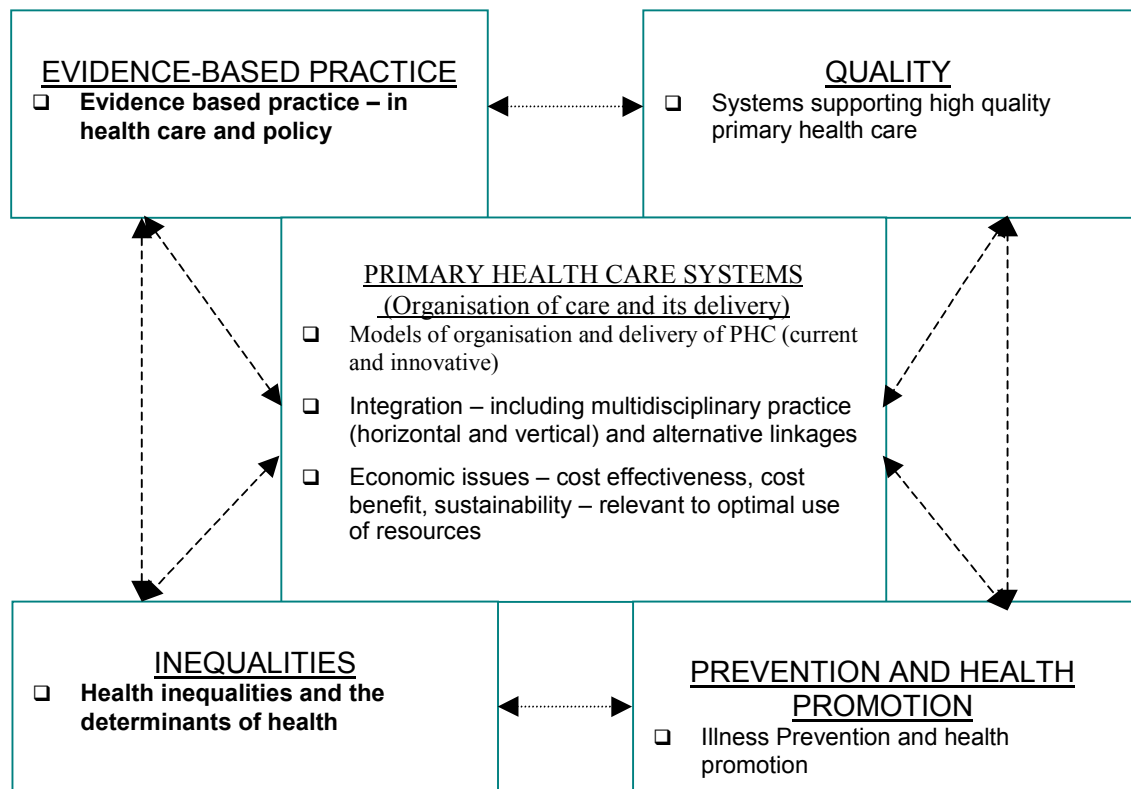 EVIDENCE-BASED PRACTICE
❑ Evidence based practice – in
health care and policy
QUALITY
❑ Systems supporting high quality
primary health care
PRIMARY HEALTH CARE SYSTEMS
(Organisation of care and its delivery)
❑ Models of organisation and delivery of PHC (current
and innovative)
❑ Integration – including multidisciplinary practice
(horizontal and vertical) and alternative linkages
❑ Economic issues – cost effectiveness, cost
benefit, sustainability – relevant to optimal use
of resources
INEQUALITIES
❑ Health inequalities and the
determinants of health
PREVENTION AND HEALTH
PROMOTION
❑ Illness Prevention and health
promotion